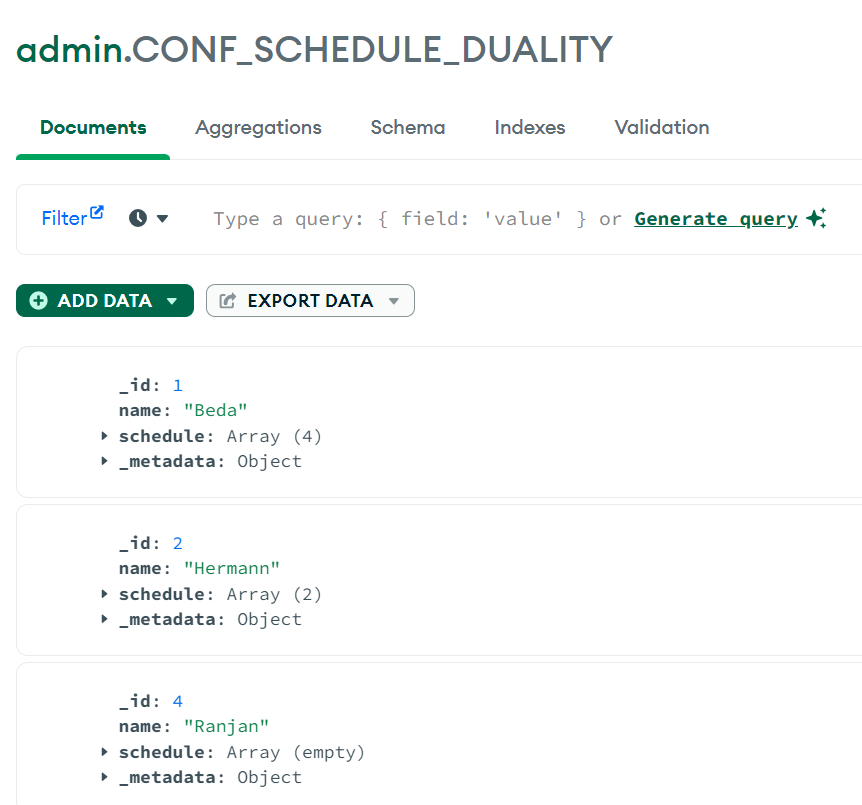 admin.CONF_SCHEDULE_DUALITY
Documents Aggregations Schema Indexes Validation
Filter Type a query: { field: 'value' } or Generate query
ADD DATA EXPORT DATA
_id: 1
name: "Beda"
schedule: Array (4)
_metadata: Object
_id: 2
name: "Hermann"
schedule: Array (2)
_metadata: Object
_id: 4
name: "Ranjan"
schedule: Array (empty)
_metadata: Object